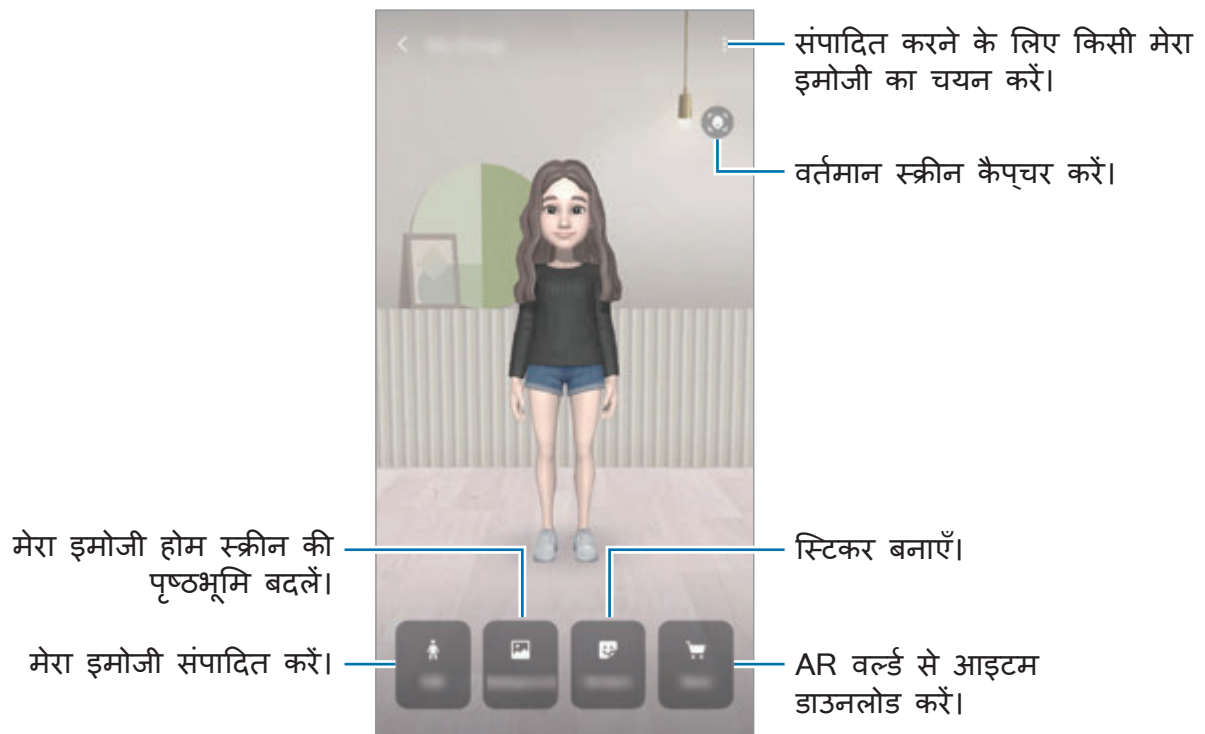 संपादित करने के लिए किसी मेरा
इमोजी का चयन करें।
वर्तमान स्क्रीन कैप्‌चर करें।
मेरा इमोजी होम स्क्रीन की
पृष्ठभूमि बदलें।
स्टिकर बनाएँ।
मेरा इमोजी संपादित करें।
AR वर्ल्ड से आइटम
डाउनलोड करें।